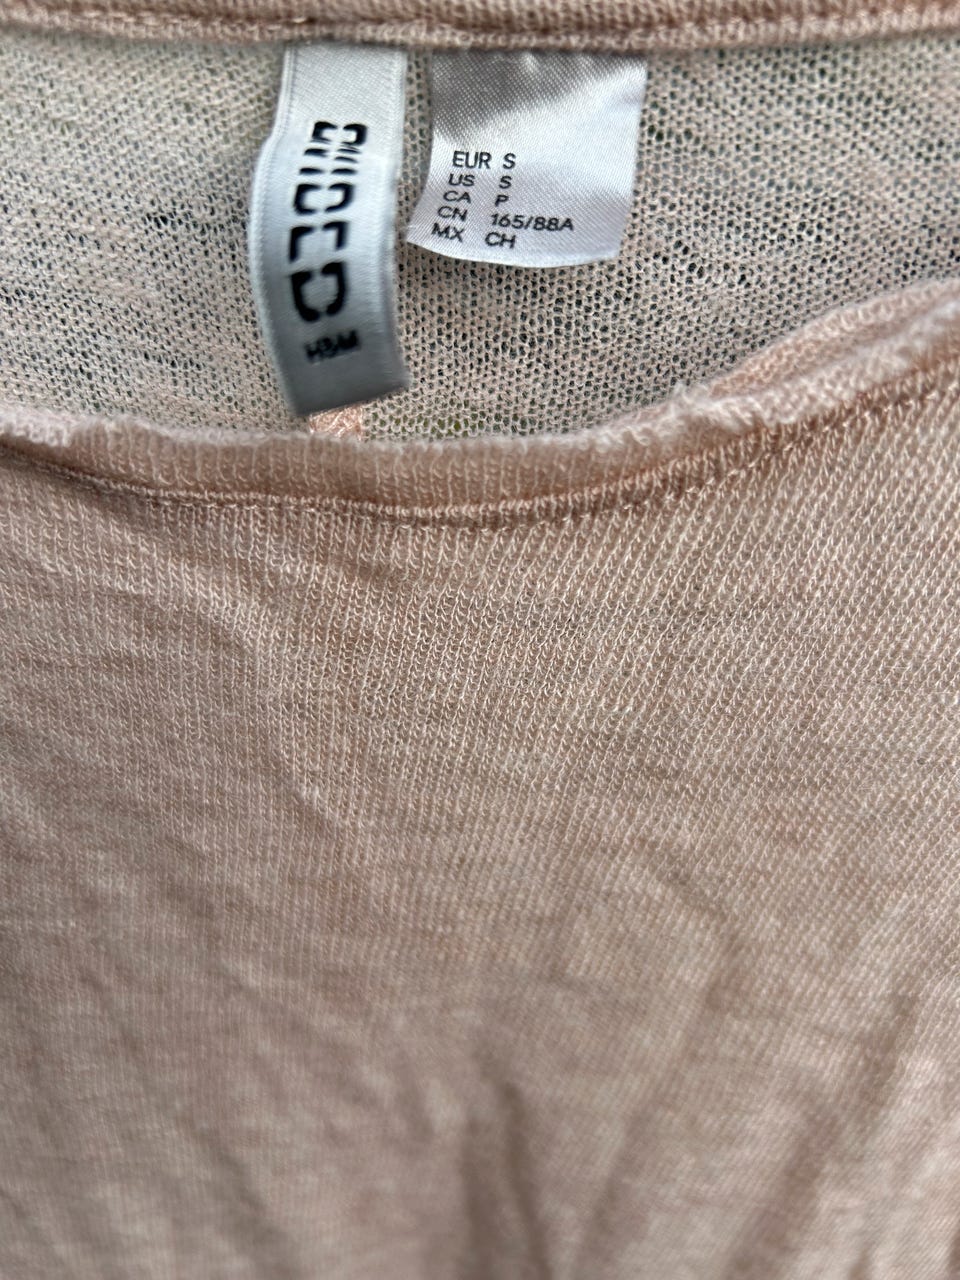 DIVIDED
H&M
EUR S
US S
CA P
CN 165/88A
MX CH